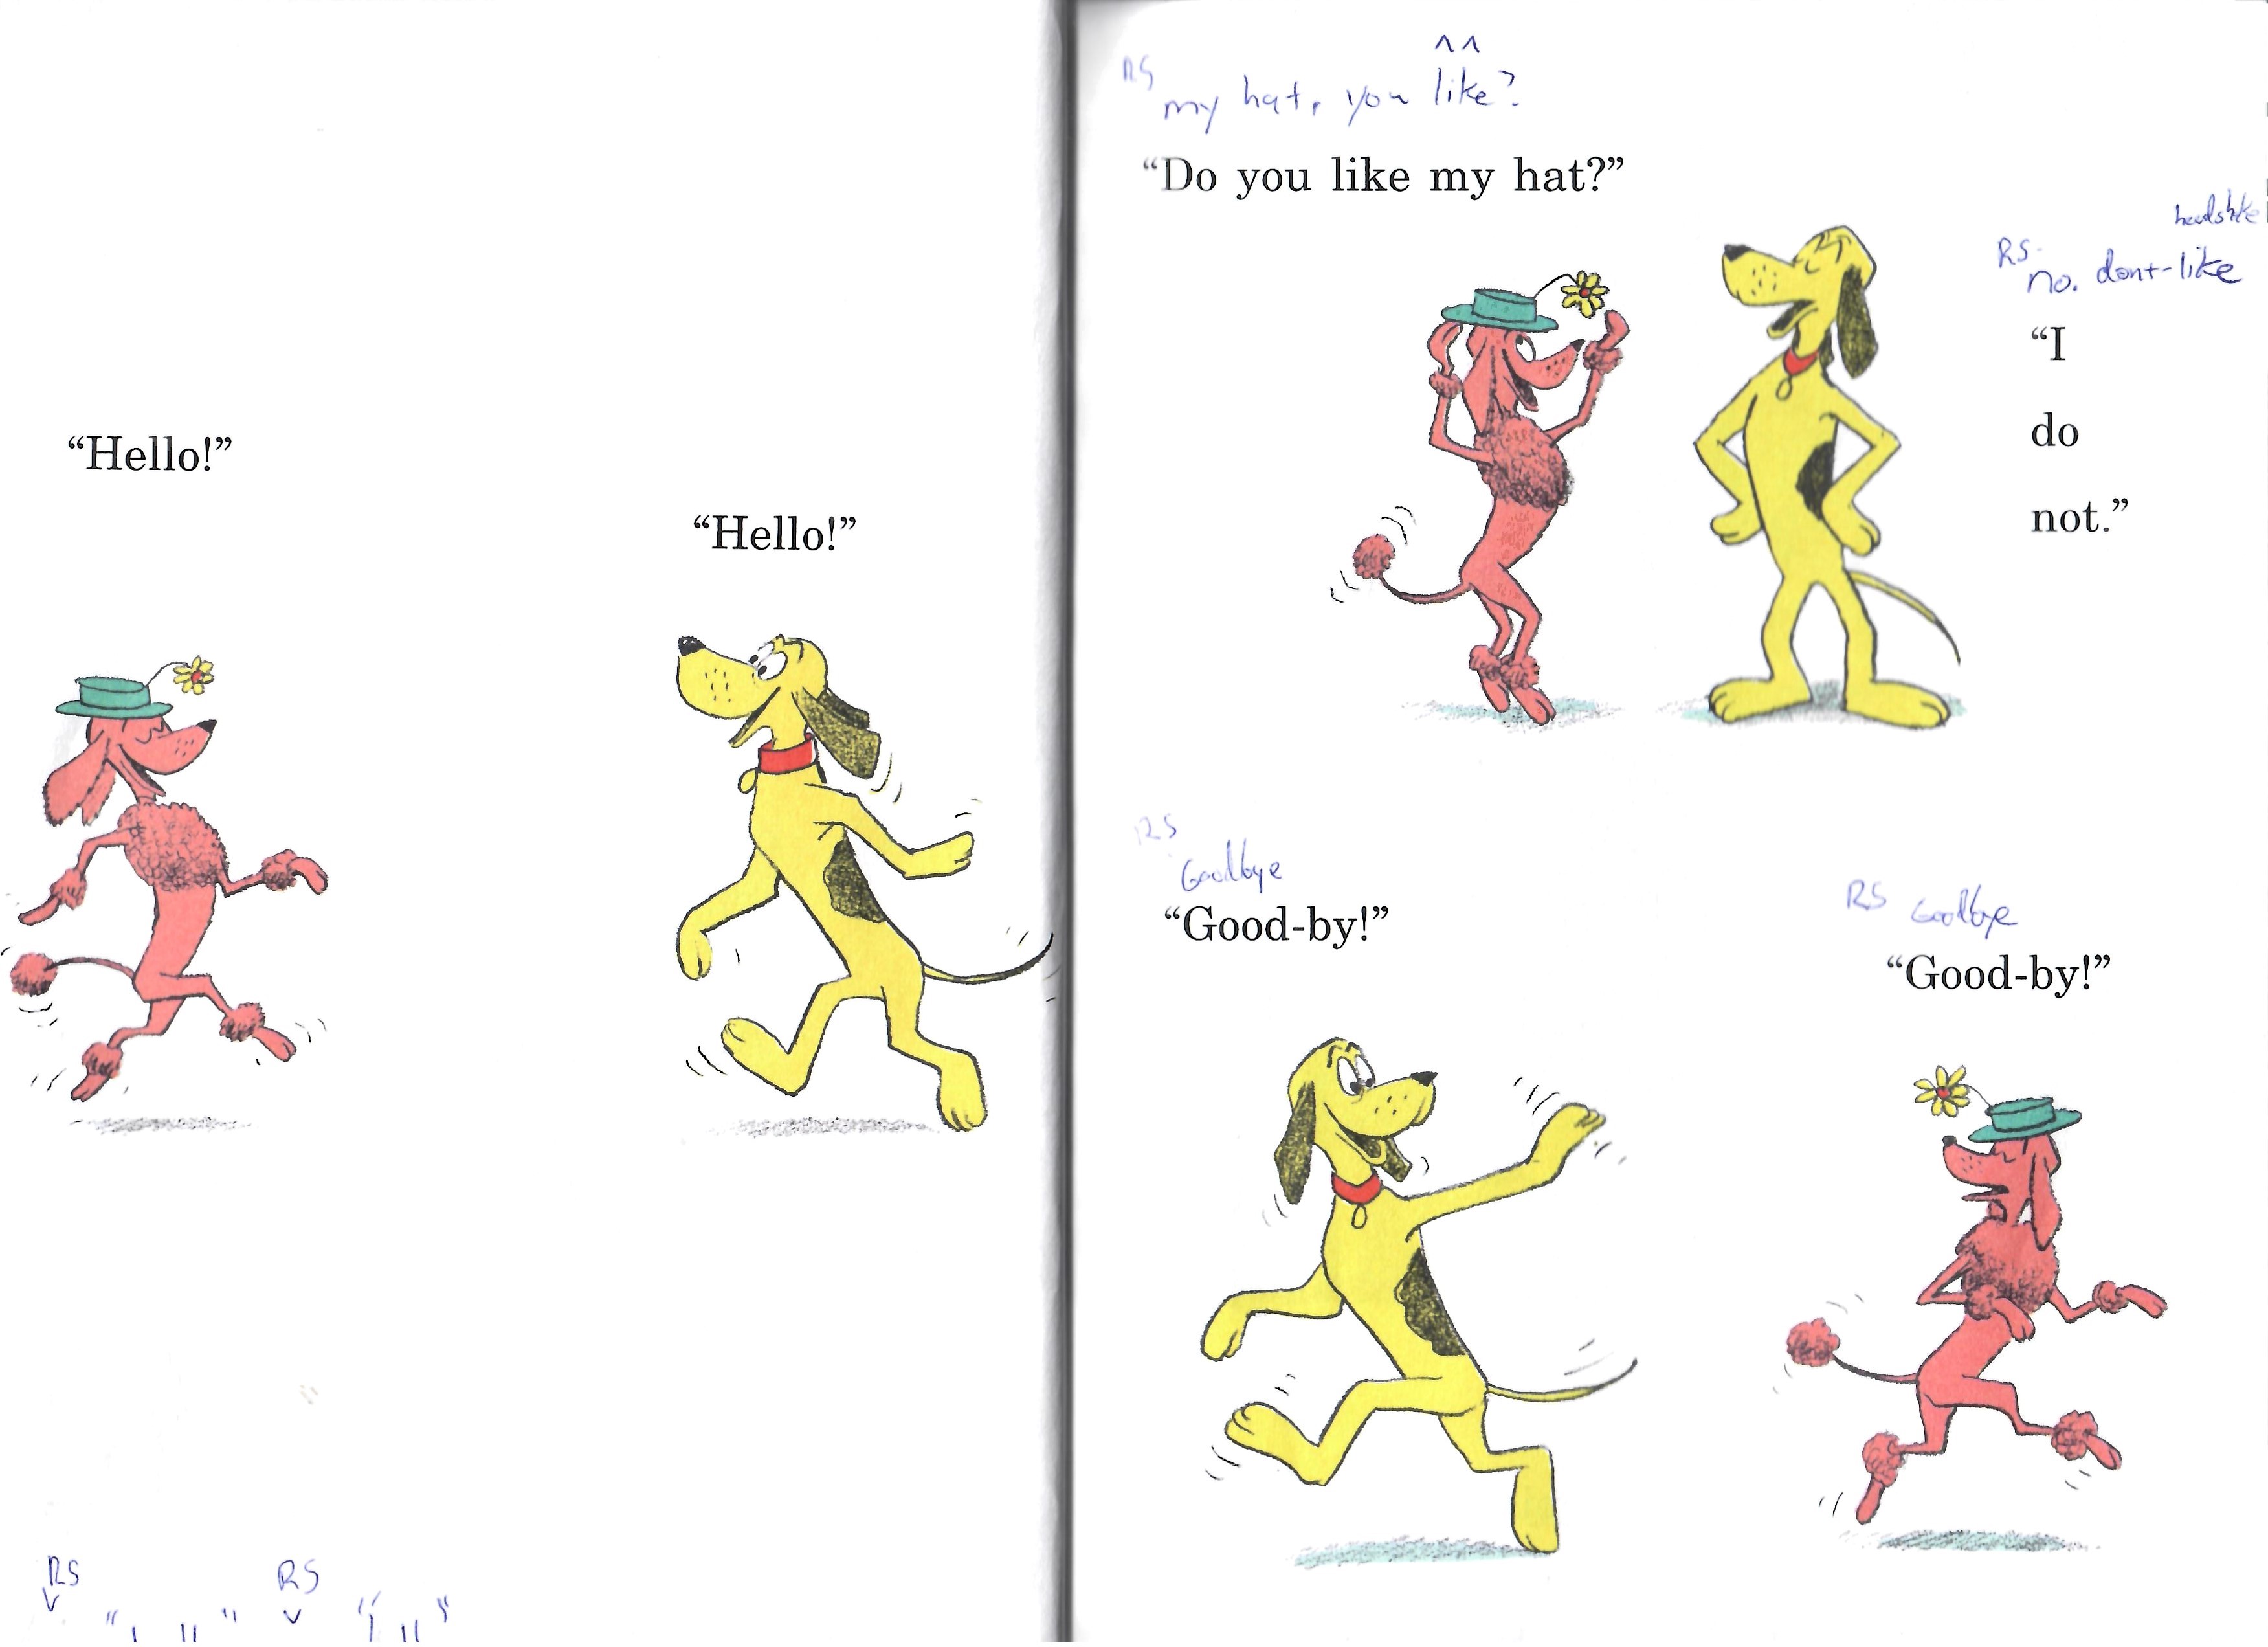 “Hello!”
“Hello!”
RS
RS
^^
RS
my hat, you like?
“Do you like my hat?”
headshake
RS
no. dont-like
“I
do
not.”
RS
Goodbye
“Good-by!”
RS Goodbye
“Good-by!”